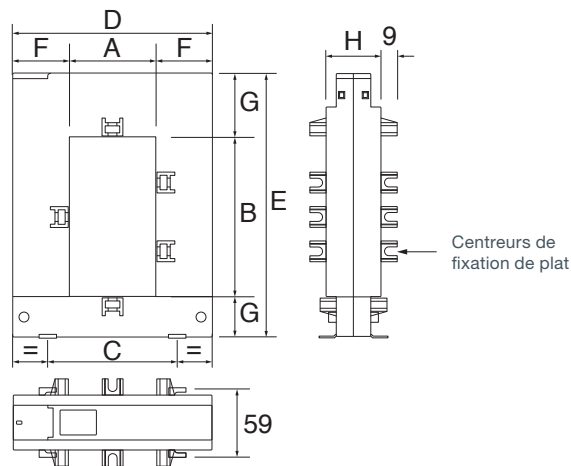 D
F A F
H 9
G
B
E
G
= C =
Centreurs de
fixation de plat
59